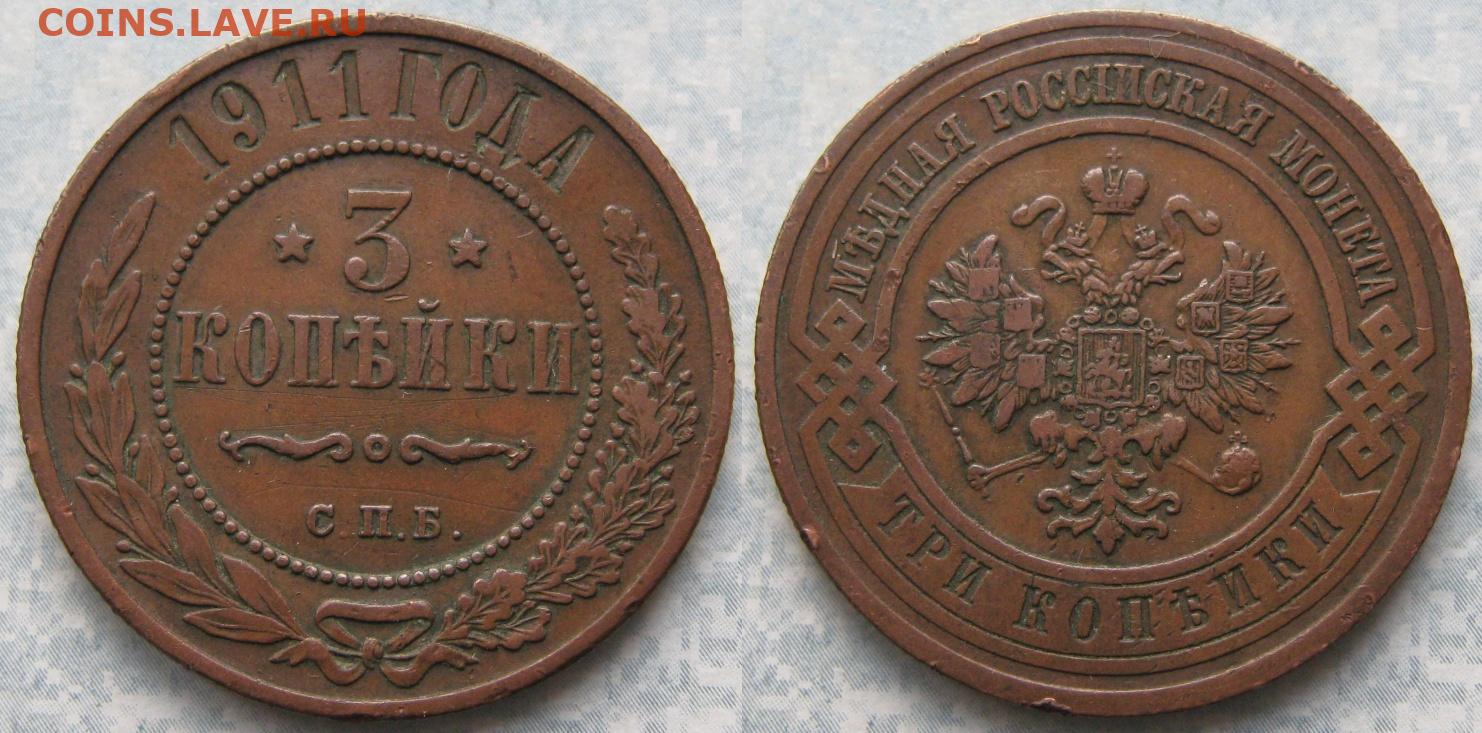 COINS.LAVE.RU
1911 ГОДА
3
КОПѢЙКИ
С.П.Б.
МѢДНАЯ РОССІЙСКАЯ МОНЕТА
ТРИ КОПѢЙКИ